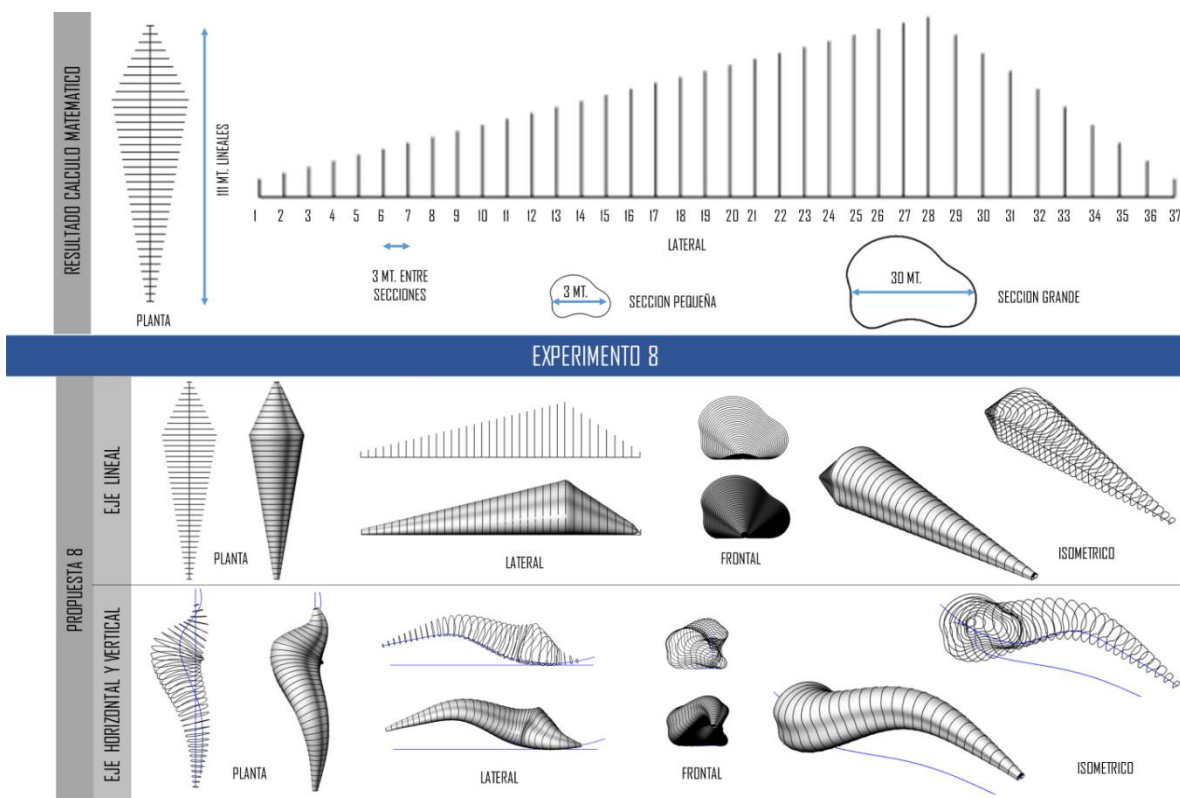 RESULTADO CALCULO MATEMATICO
111 MT. LINEALES
PLANTA
1 2 3 4 5 6 7 8 9 10 11 12 13 14 15 16 17 18 19 20 21 22 23 24 25 26 27 28 29 30 31 32 33 34 35 36 37
LATERAL
3 MT. ENTRE
SECCIONES
3 MT.
SECCION PEQUEÑA
30 MT.
SECCION GRANDE
EXPERIMENTO 8
PROPUESTA 8
EJE LINEAL
PLANTA
LATERAL
FRONTAL
ISOMETRICO
EJE HORIZONTAL Y VERTICAL
PLANTA
LATERAL
FRONTAL
ISOMETRICO